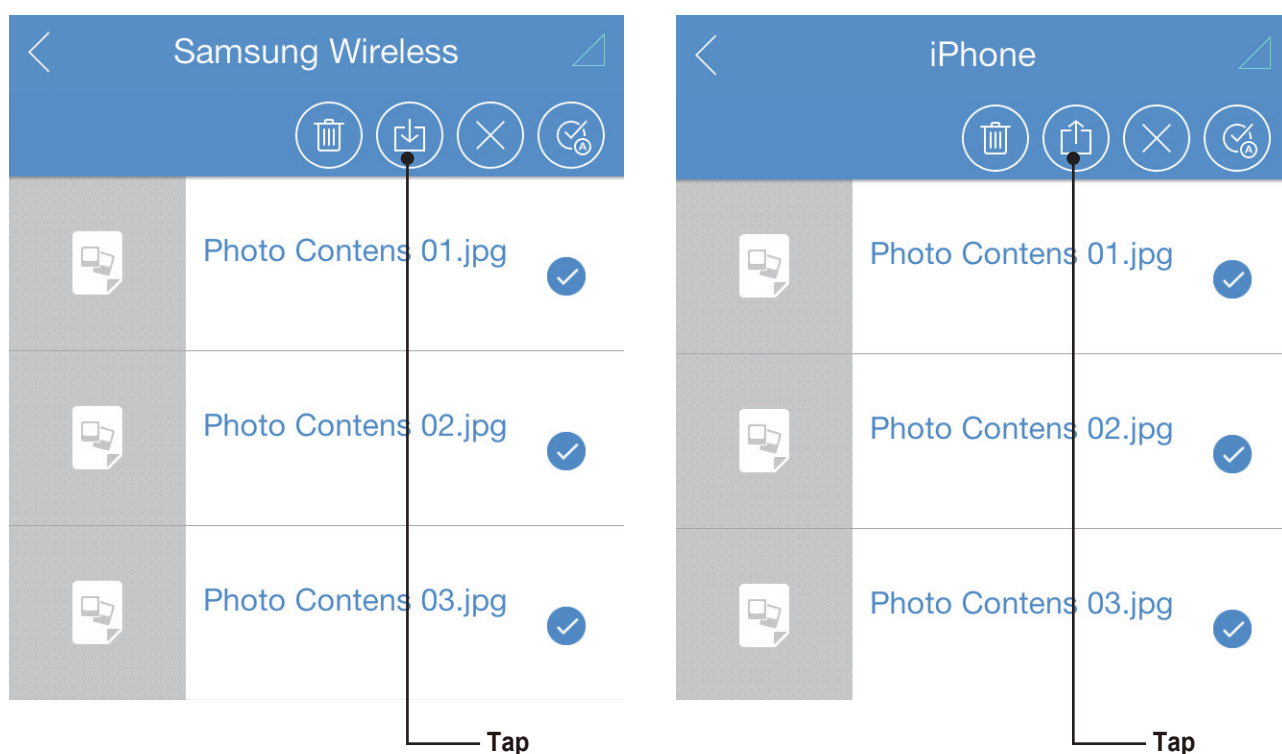 Samsung Wireless
A
Photo Contens 01.jpg
Photo Contens 02.jpg
Photo Contens 03.jpg
Tap
iPhone
A
Photo Contens 01.jpg
Photo Contens 02.jpg
Photo Contens 03.jpg
Tap